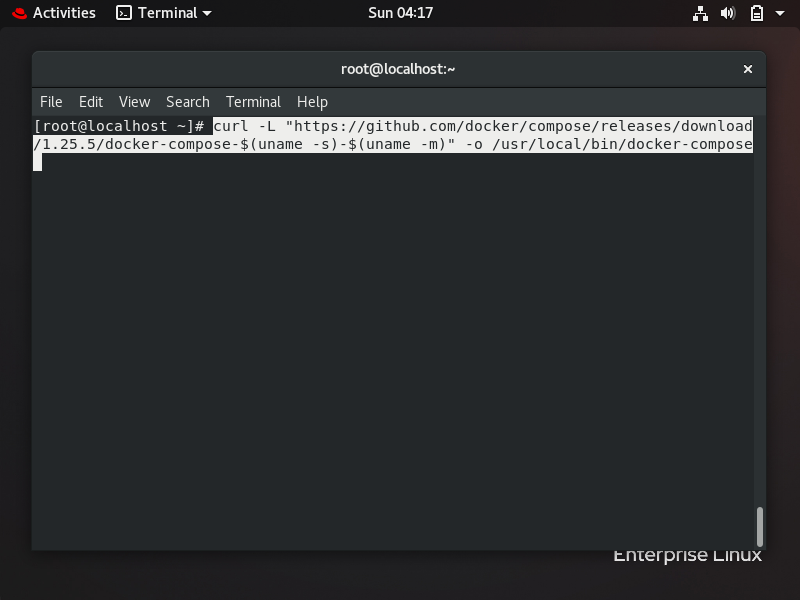 Activities Terminal Sun 04:17
root@localhost:~
File Edit View Search Terminal Help
[root@localhost ~]# curl -L "https://github.com/docker/compose/releases/download
/1.25.5/docker-compose-$(uname -s)-$(uname -m)" -o /usr/local/bin/docker-compose
Enterprise Linux